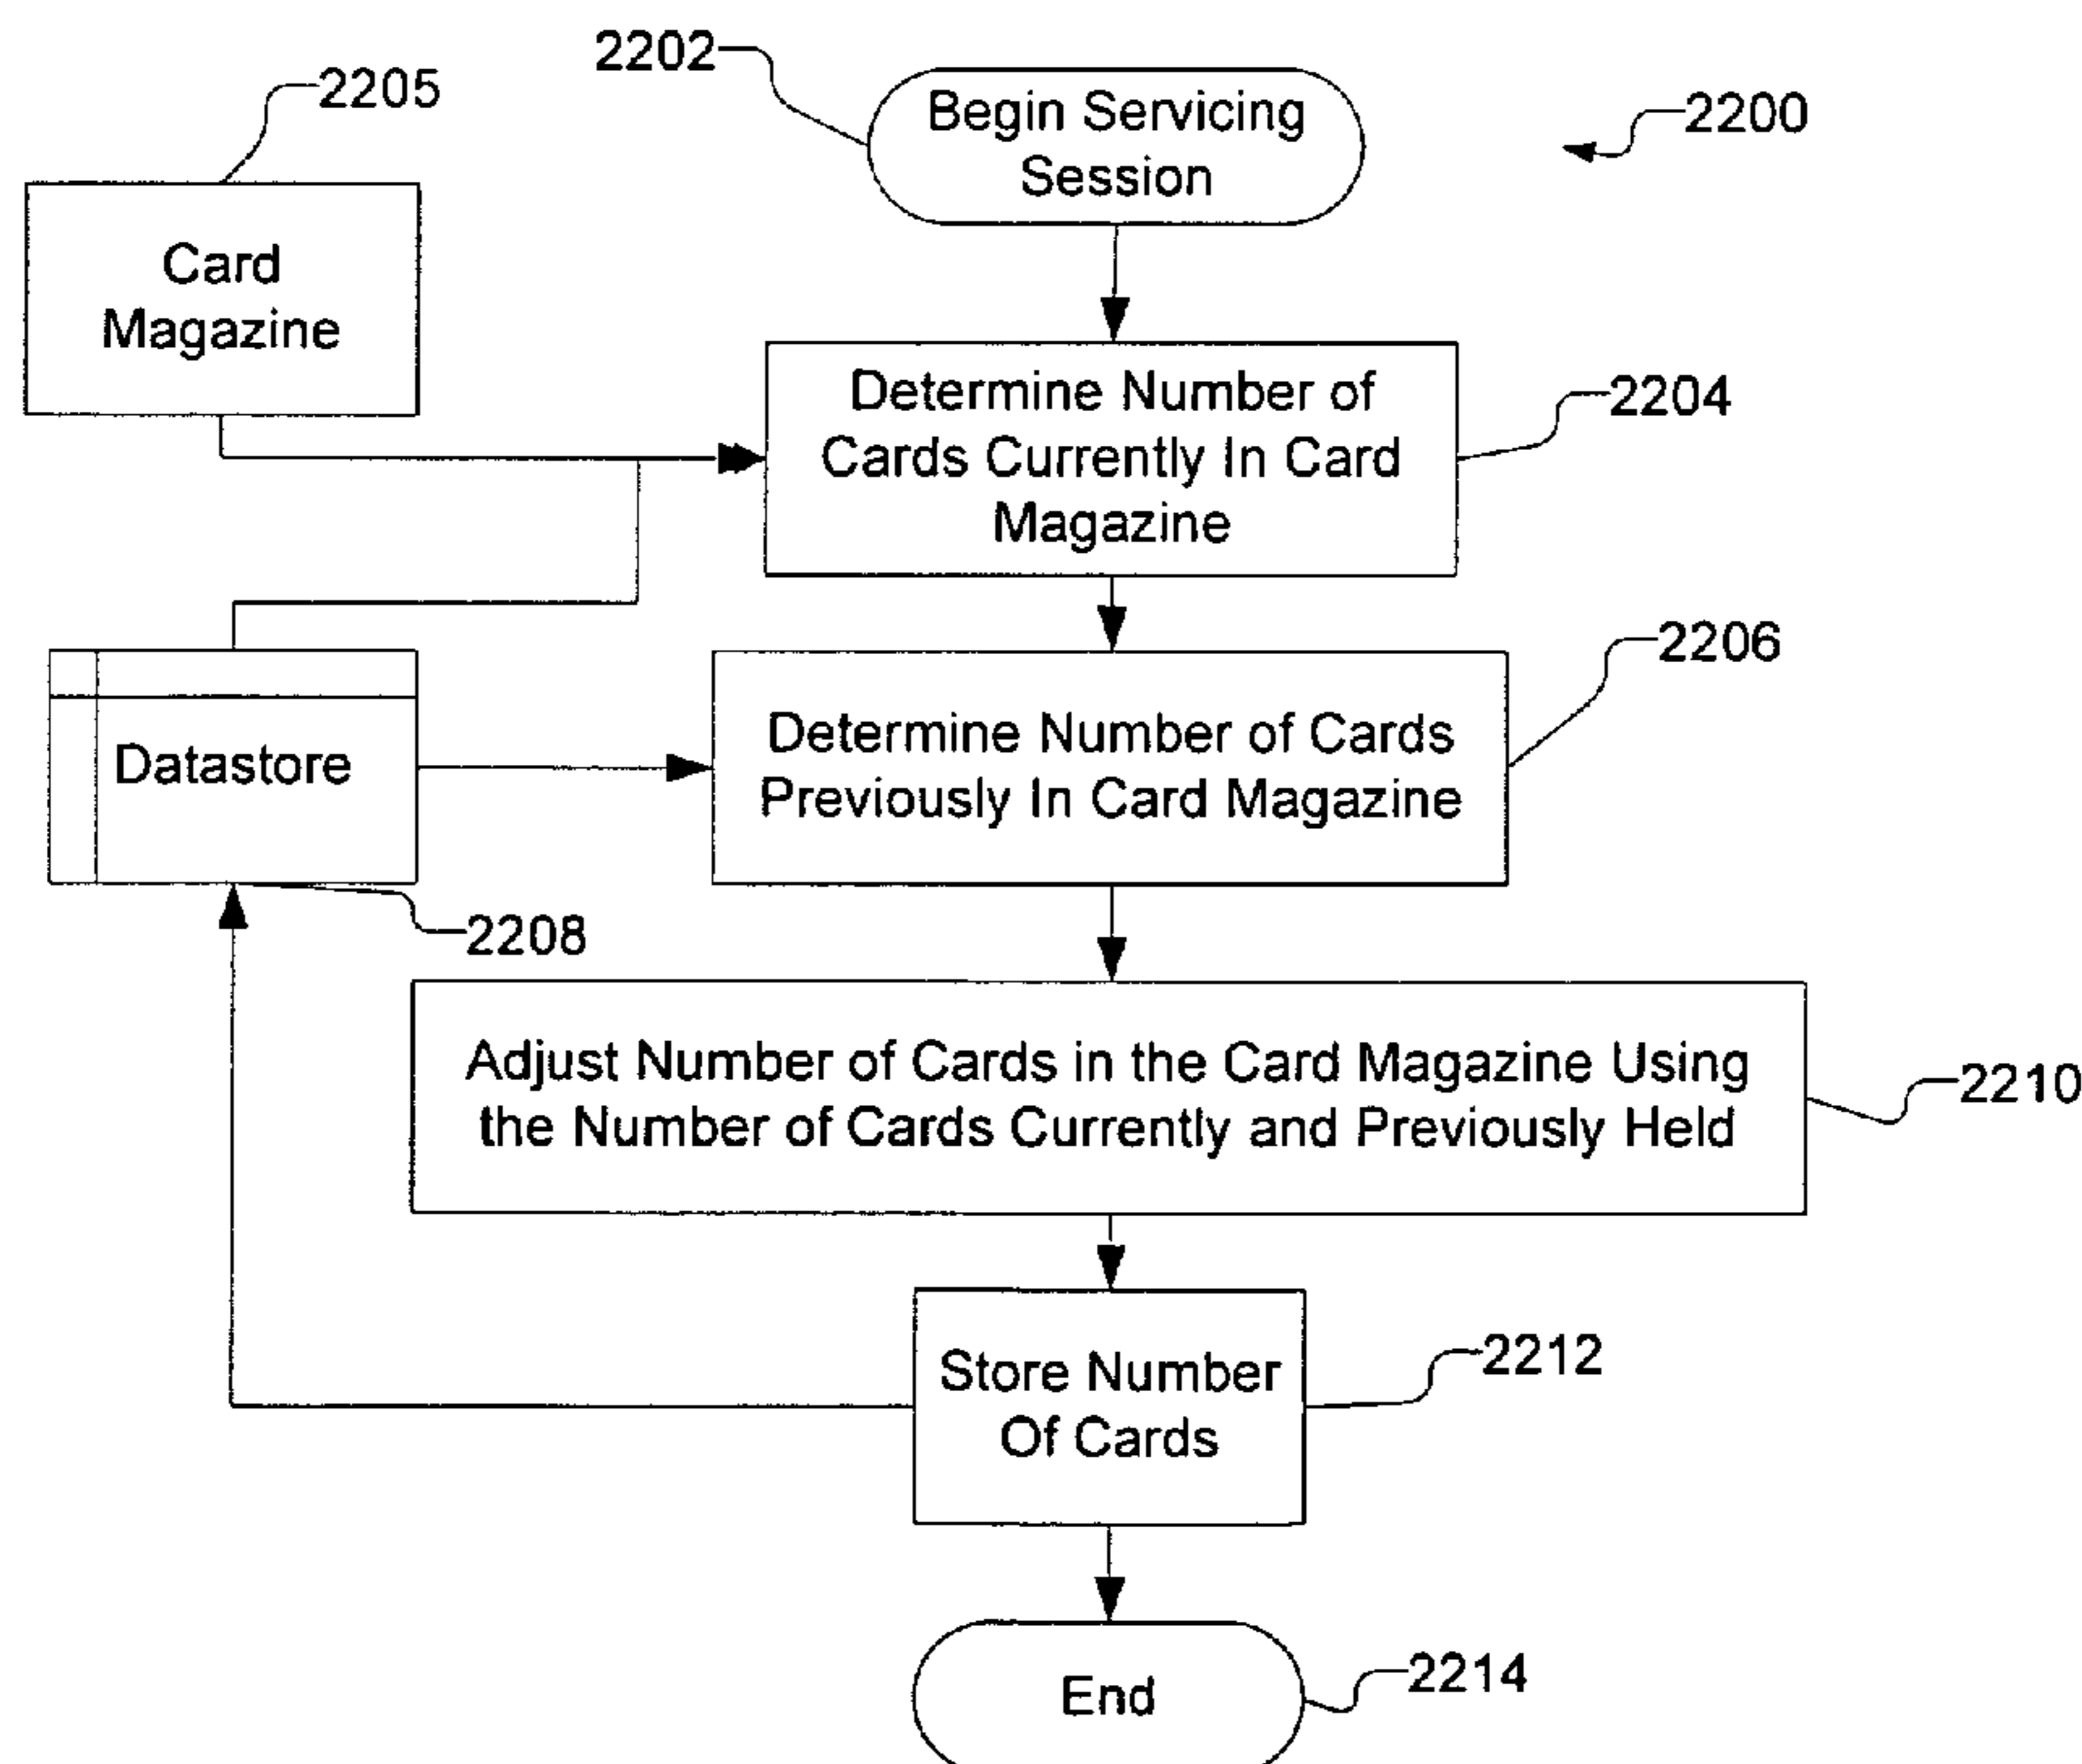 2202
Begin Servicing
Session
2200
2205
Card
Magazine
Determine Number of
Cards Currently In Card
Magazine
2204
Datastore
2208
Determine Number of Cards
Previously In Card Magazine
2206
Adjust Number of Cards in the Card Magazine Using
the Number of Cards Currently and Previously Held
2210
Store Number
Of Cards
2212
End
2214